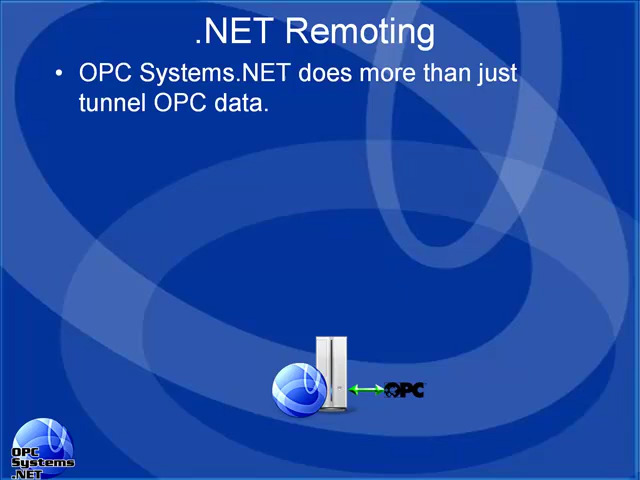 .NET Remoting
• OPC Systems.NET does more than just
tunnel OPC data.
OPC
OPC
Systems
.NET